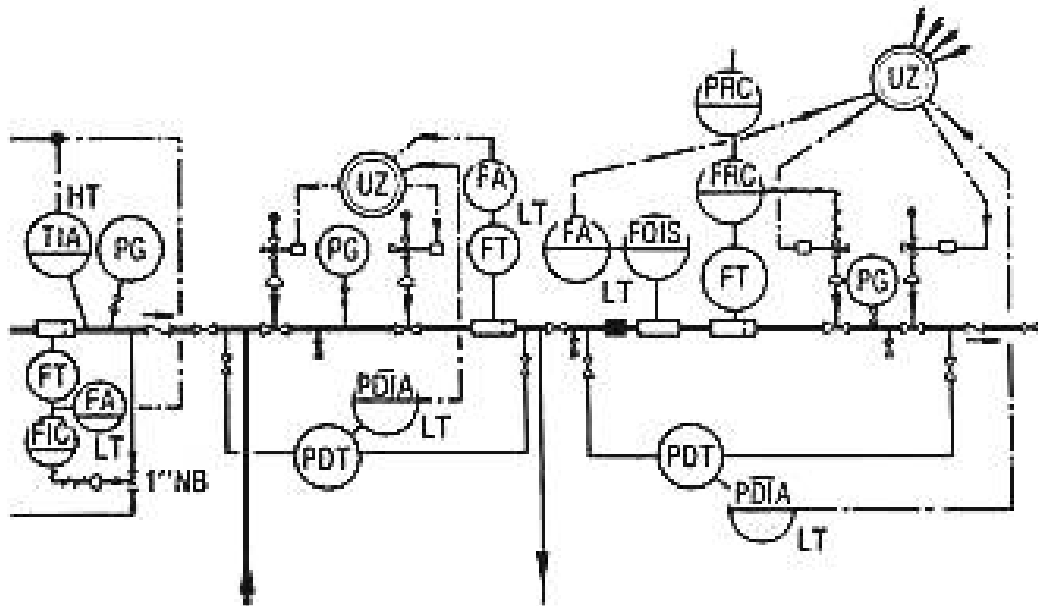 UZ
PRC
HT
UZ
FA
FRC
LT
TIA
PG
PG
FT
FA
FQIS
FT
PG
LT
FT
FA
PDIA
LT
FIC
LT
PDT
PDT
1"NB
PDIA
LT